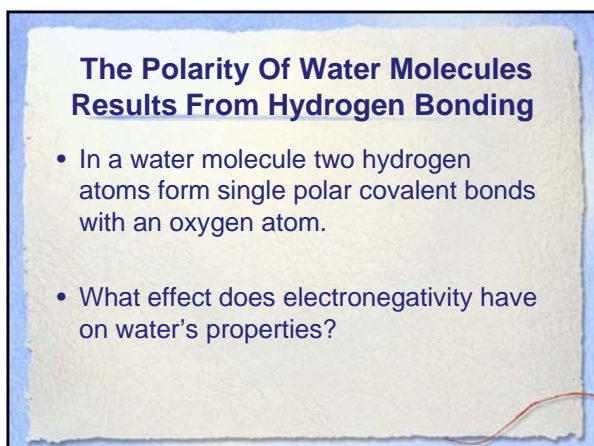 The Polarity Of Water Molecules
Results From Hydrogen Bonding
• In a water molecule two hydrogen
atoms form single polar covalent bonds
with an oxygen atom.
• What effect does electronegativity have
on water’s properties?